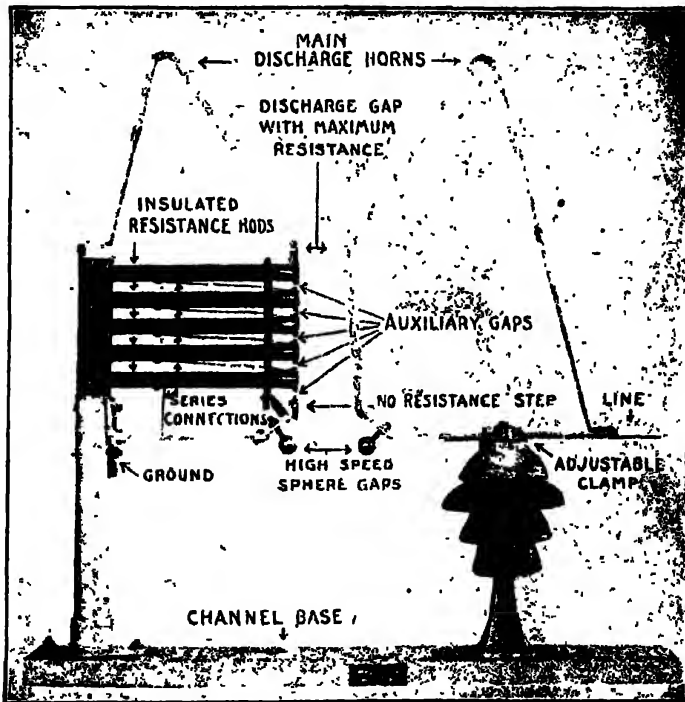 MAIN
DISCHARGE HORNS
DISCHARGE GAP
WITH MAXIMUM
RESISTANCE
INSULATED
RESISTANCE RODS
AUXILIARY GAPS
SERIES
CONNECTIONS
NO RESISTANCE STEP
LINE
GROUND
HIGH SPEED
SPHERE GAPS
ADJUSTABLE
CLAMP
CHANNEL BASE